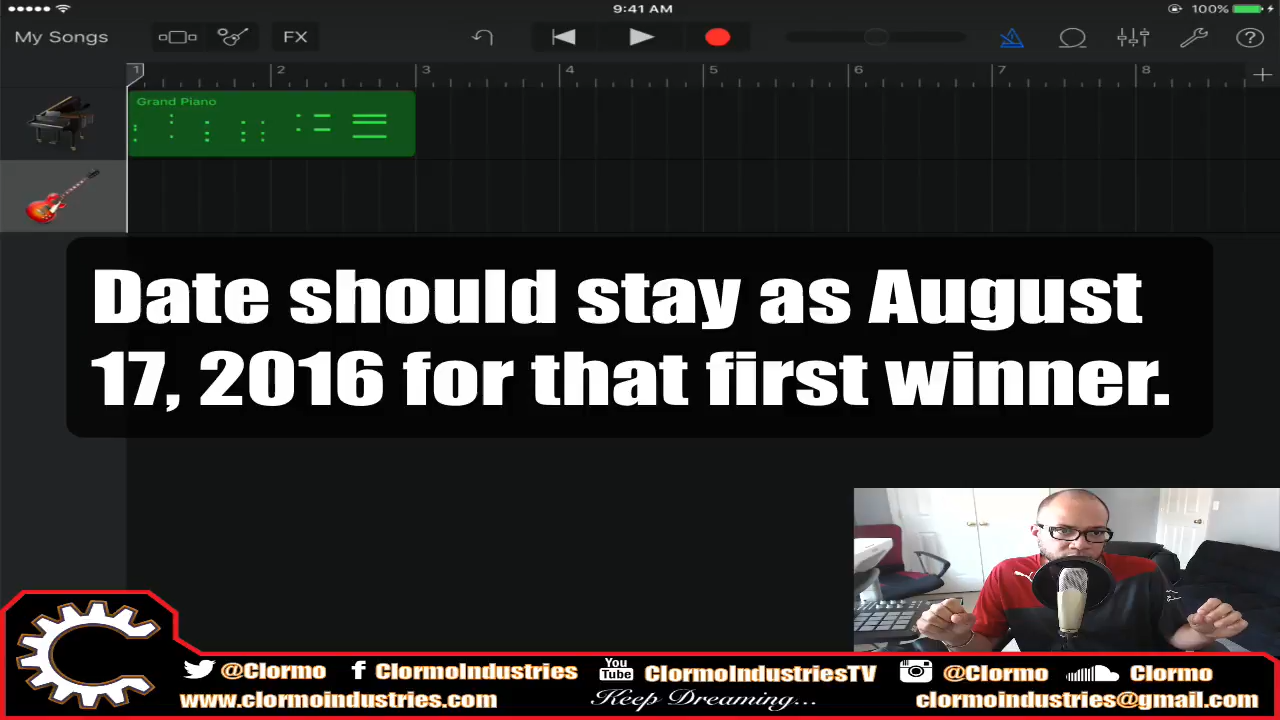 9:41 AM
100%
My Songs
FX
1 2 3 4 5 6 7 8
Grand Piano
Date should stay as August
17, 2016 for that first winner.
@Clormo f ClormoIndustries You Tube ClormoIndustriesTV @Clormo Clormo
www.clormoindustries.com Keep Dreaming... clormoindustries@gmail.com